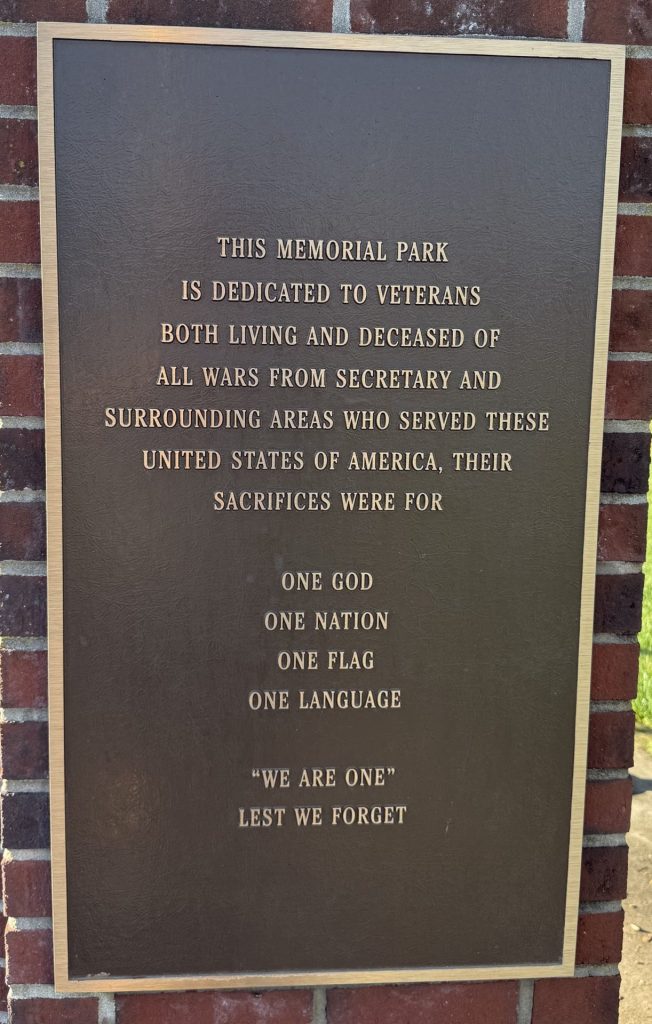 THIS MEMORIAL PARK
IS DEDICATED TO VETERANS
BOTH LIVING AND DECEASED OF
ALL WARS FROM SECRETARY AND
SURROUNDING AREAS WHO SERVED THESE
UNITED STATES OF AMERICA, THEIR
SACRIFICES WERE FOR
ONE GOD
ONE NATION
ONE FLAG
ONE LANGUAGE
“WE ARE ONE”
LEST WE FORGET